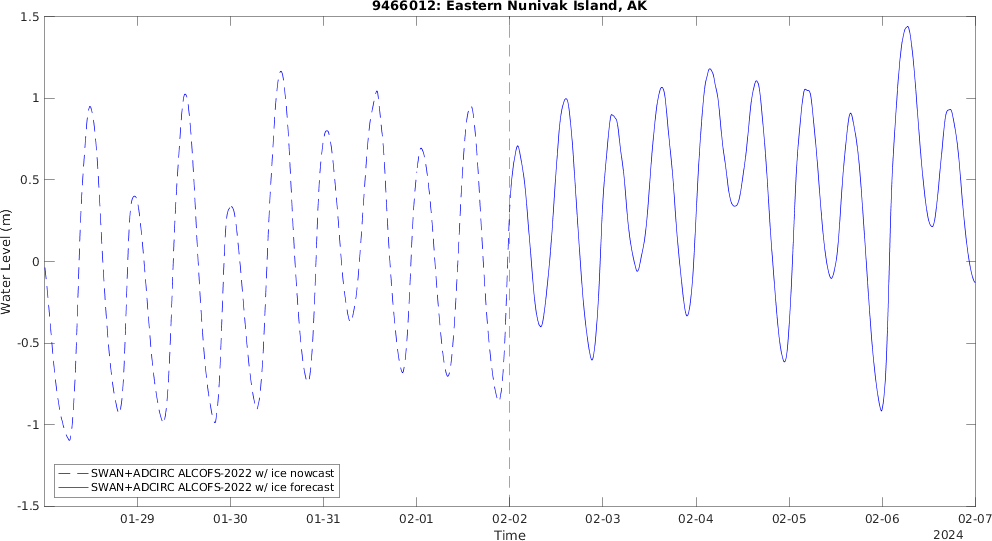 9466012: Eastern Nunivak Island, AK
1.5
1
0.5
0
-0.5
-1
-1.5
Water Level (m)
SWAN+ADCIRC ALCOFS-2022 w/ ice nowcast
SWAN+ADCIRC ALCOFS-2022 w/ ice forecast
01-29 01-30 01-31 02-01 02-02 02-03 02-04 02-05 02-06 02-07
Time
2024